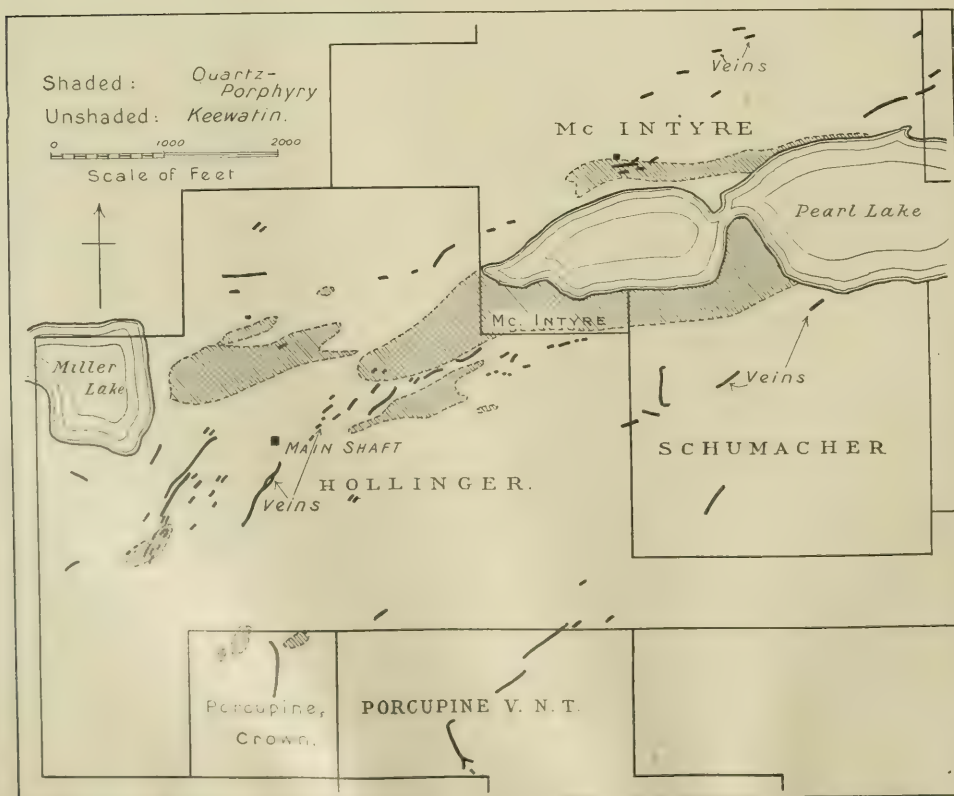 Shaded: Quartz-
Porphyry
Unshaded: Keewatin.
0 1000 2000
Scale of Feet
Veins
Mc INTYRE
Pearl Lake
Mc. INTYRE
Miller
Lake
Veins
MAIN SHAFT
SCHUMACHER
HOLLINGER.
Veins
Porcupine,
Crown.
PORCUPINE V. N. T.